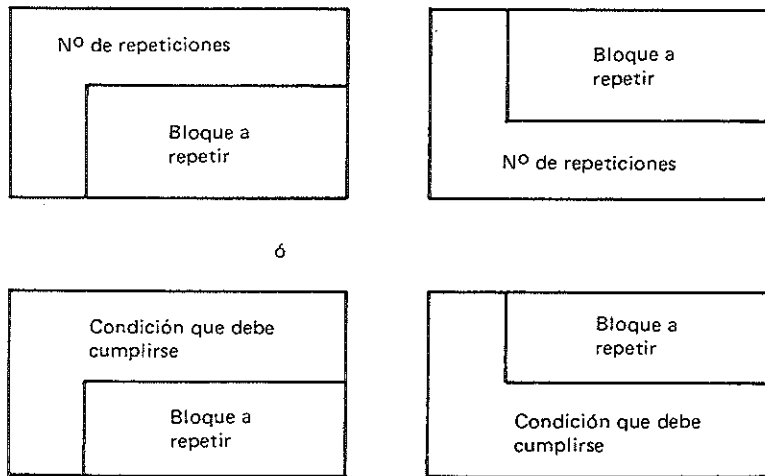 Nº de repeticiones
Bloque a
repetir
Bloque a
repetir
Nº de repeticiones
ó
Condición que debe
cumplirse
Bloque a
repetir
Bloque a
repetir
Condición que debe
cumplirse